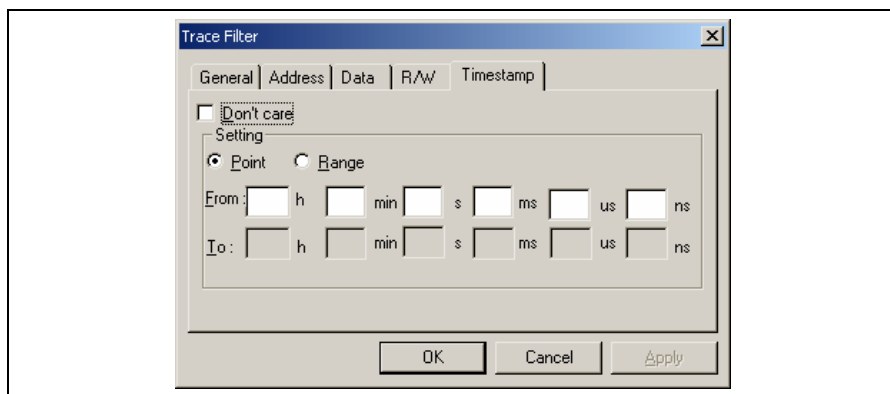 Trace Filter
General Address Data R/W Timestamp
Don't care
Setting
Point Range
From : h min s ms us ns
To : h min s ms us ns
OK Cancel Apply